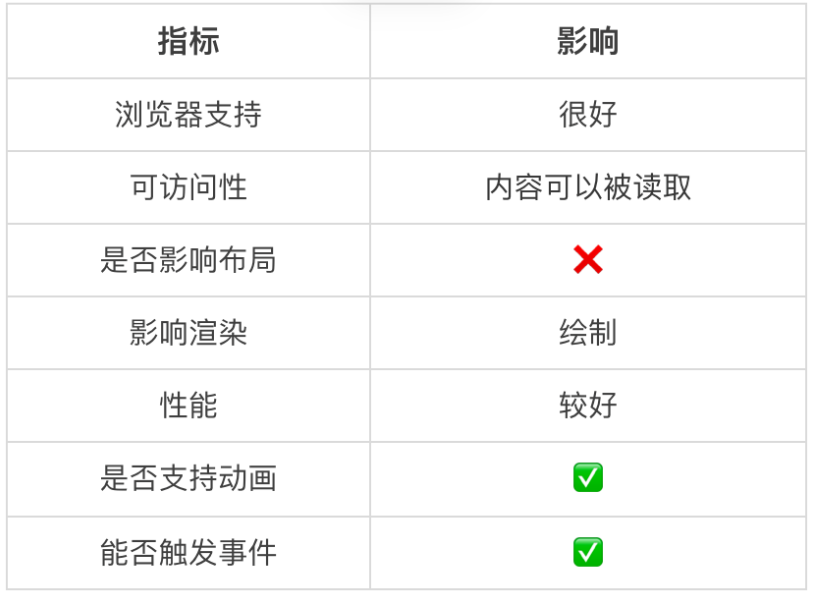 指标 影响
浏览器支持 很好
可访问性 内容可以被读取
是否影响布局 ❌
影响渲染 绘制
性能 较好
是否支持动画 ✅
能否触发事件 ✅